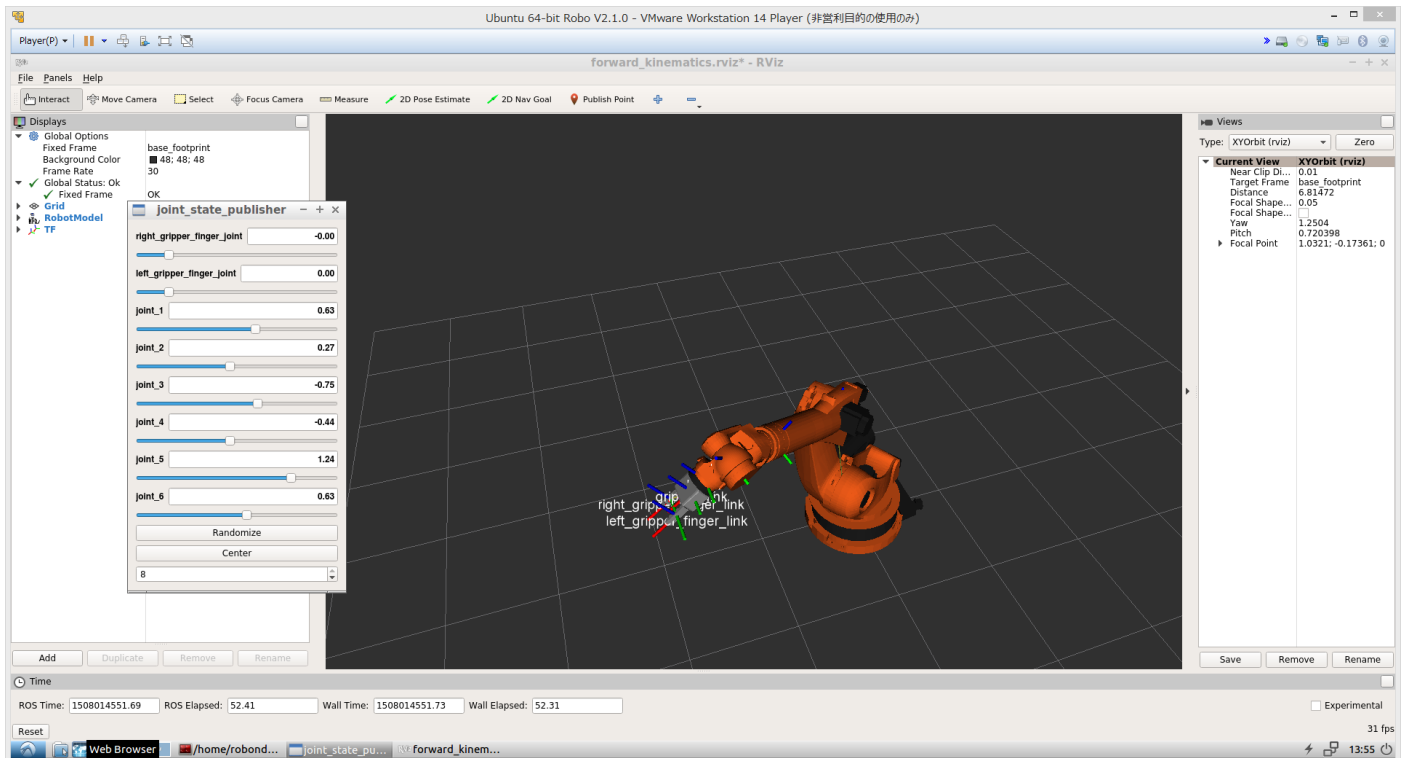 Ubuntu 64-bit Robo V2.1.0 - VMware Workstation 14 Player (非営利目的の使用のみ)
Player(P)
forward_kinematics.rviz* - RViz
File Panels Help
Interact Move Camera Select Focus Camera Measure 2D Pose Estimate 2D Nav Goal Publish Point
Displays
Global Options
Fixed Frame base_footprint
Background Color 48; 48; 48
Frame Rate 30
Global Status: Ok
Fixed Frame OK
Grid
RobotModel
TF
joint_state_publisher
right_gripper_finger_joint -0.00
left_gripper_finger_joint 0.00
joint_1 0.63
joint_2 0.27
joint_3 -0.75
joint_4 -0.44
joint_5 1.24
joint_6 0.63
Randomize
Center
8
right_gripper_finger_link
left_gripper_finger_link
Views
Type: XYOrbit (rviz) Zero
Current View XYOrbit (rviz)
Near Clip Di... 0.01
Target Frame base_footprint
Distance 6.81472
Focal Shape... 0.05
Focal Shape...
Yaw 1.2504
Pitch 0.720398
Focal Point 1.0321; -0.17361; 0
Add Duplicate Remove Rename
Save Remove Rename
Time
ROS Time: 1508014551.69 ROS Elapsed: 52.41 Wall Time: 1508014551.73 Wall Elapsed: 52.31
Experimental
Reset
31 fps
Web Browser /home/robond... joint_state_pu... forward_kinem... 13:55